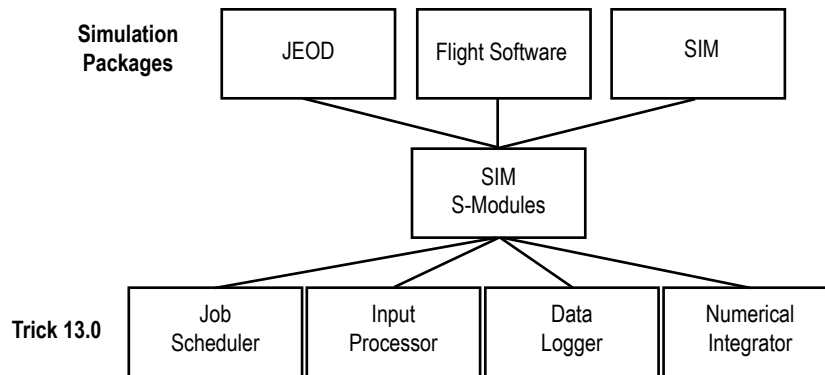 Simulation
Packages
JEOD
Flight Software
SIM
SIM
S-Modules
Trick 13.0
Job
Scheduler
Input
Processor
Data
Logger
Numerical
Integrator